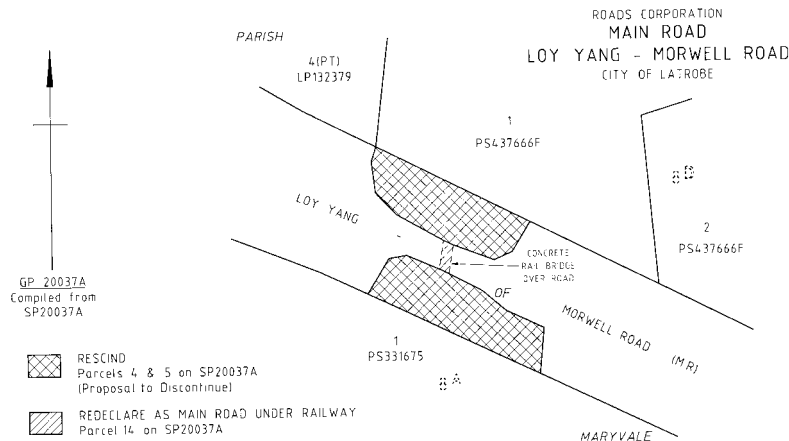 ROADS CORPORATION
MAIN ROAD
LOY YANG - MORWELL ROAD
CITY OF LATROBE
PARISH
4(PT)
LP132379
1
PS437666F
2
PS437666F
LOY YANG
CONCRETE
RAIL BRIDGE
OVER ROAD
OF
MORWELL ROAD (MR)
GP 20037A
Compiled from
SP20037A
1
PS331675
A
RESCIND
Parcels 4 & 5 on SP20037A
(Proposal to Discontinue)
REDECLARE AS MAIN ROAD UNDER RAILWAY
Parcel 14 on SP20037A
MARYVALE